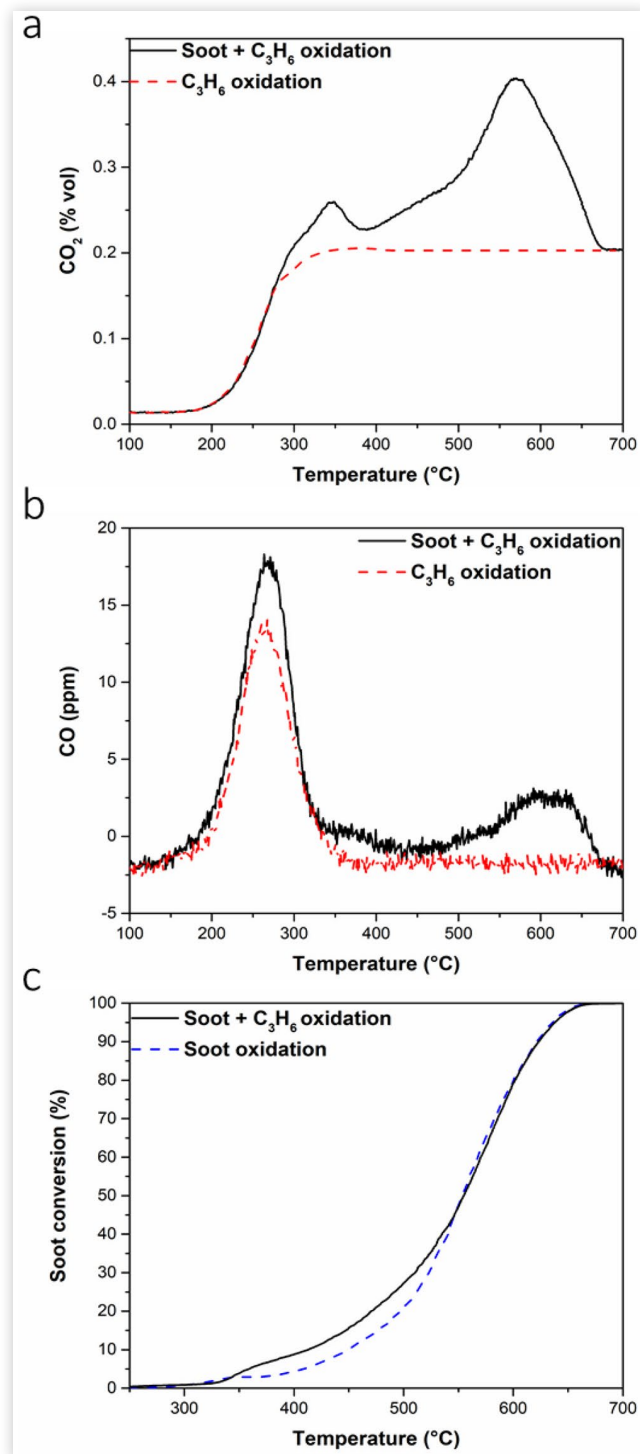 a
Soot + C₃H₆ oxidation
C₃H₆ oxidation
0.4
0.3
0.2
0.1
0.0
CO₂ (% vol)
100 200 300 400 500 600 700
Temperature (°C)
b
Soot + C₃H₆ oxidation
C₃H₆ oxidation
20
15
10
5
0
-5
CO (ppm)
100 200 300 400 500 600 700
Temperature (°C)
c
Soot + C₃H₆ oxidation
Soot oxidation
100
90
80
70
60
50
40
30
20
10
0
Soot conversion (%)
300 400 500 600 700
Temperature (°C)